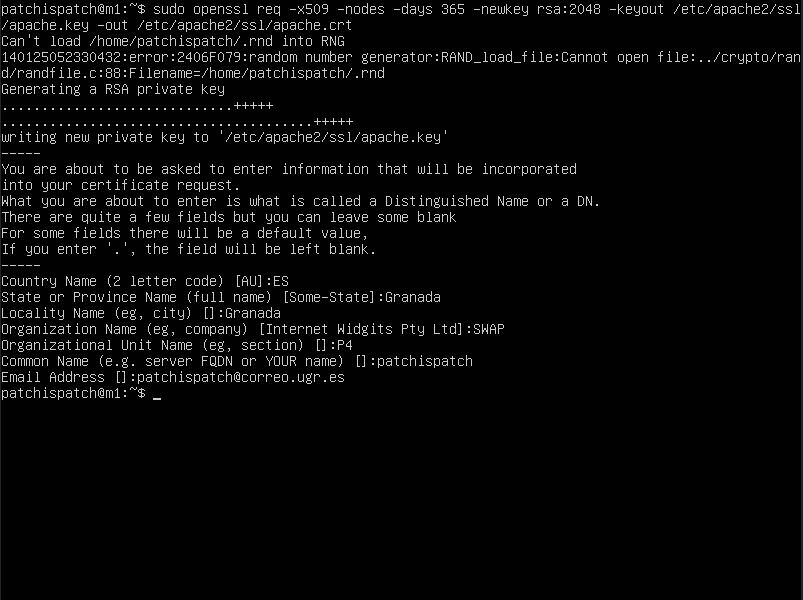 patchispatch@m1:~$ sudo openssl req -x509 -nodes -days 365 -newkey rsa:2048 -keyout /etc/apache2/ssl
/apache.key -out /etc/apache2/ssl/apache.crt
Can't load /home/patchispatch/.rnd into RNG
140125052330432:error:2406F079:random number generator:RAND_load_file:Cannot open file:../crypto/ran
d/randfile.c:88:Filename=/home/patchispatch/.rnd
Generating a RSA private key
.............................+++++
.......................................+++++
writing new private key to '/etc/apache2/ssl/apache.key'
-----
You are about to be asked to enter information that will be incorporated
into your certificate request.
What you are about to enter is what is called a Distinguished Name or a DN.
There are quite a few fields but you can leave some blank
For some fields there will be a default value,
If you enter '.', the field will be left blank.
-----
Country Name (2 letter code) [AU]:ES
State or Province Name (full name) [Some-State]:Granada
Locality Name (eg, city) []:Granada
Organization Name (eg, company) [Internet Widgits Pty Ltd]:SWAP
Organizational Unit Name (eg, section) []:P4
Common Name (e.g. server FQDN or YOUR name) []:patchispatch
Email Address []:patchispatch@correo.ugr.es
patchispatch@m1:~$ _